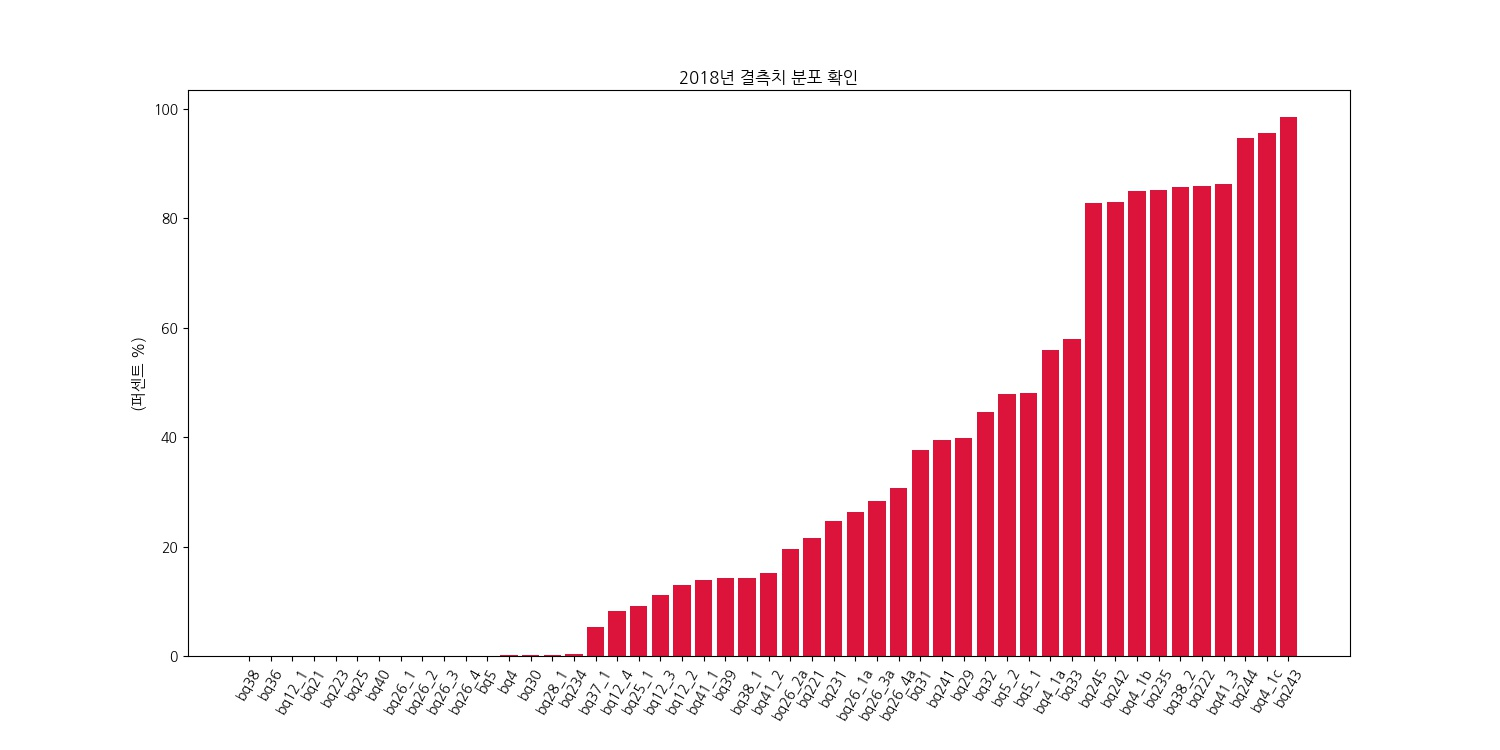 2018년 결측치 분포 확인
(퍼센트 %)
100
80
60
40
20
0
bq38
bq36
bq12_1
bq21
bq223
bq25
bq40
bq26_1
bq26_2
bq26_3
bq26_4
bq5
bq4
bq30
bq28_1
bq234
bq37_1
bq12_4
bq25_1
bq12_3
bq12_2
bq41_1
bq39
bq38_1
bq41_2
bq26_2a
bq221
bq231
bq26_1a
bq26_3a
bq26_4a
bq31
bq241
bq29
bq32
bq5_2
bq5_1
bq4_1a
bq33
bq245
bq242
bq4_1b
bq235
bq38_2
bq222
bq41_3
bq244
bq4_1c
bq243